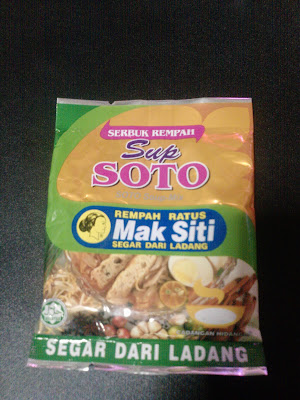 SERBUK REMPAH
Sup
SOTO
REMPAH RATUS
Mak Siti
SEGAR DARI LADANG
SEGAR DARI LADANG